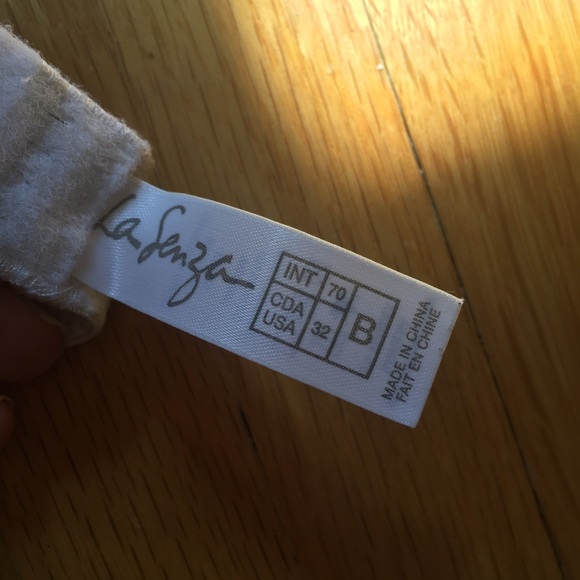 La Senza
INT 70
CDA
USA 32
B
MADE IN CHINA
FAIT EN CHINE